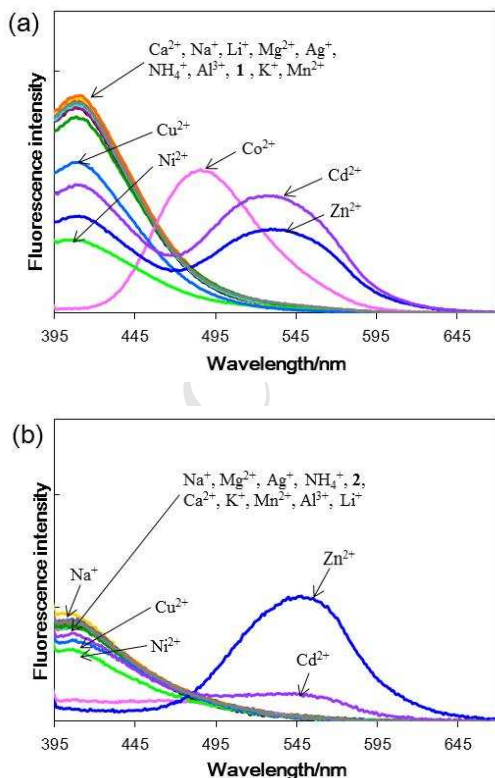 (a)
Ca²⁺, Na⁺, Li⁺, Mg²⁺, Ag⁺,
NH₄⁺, Al³⁺, 1 , K⁺, Mn²⁺
Cu²⁺
Ni²⁺
Co²⁺
Cd²⁺
Zn²⁺
Fluorescence intensity
395 445 495 545 595 645
Wavelength/nm
(b)
Na⁺, Mg²⁺, Ag⁺, NH₄⁺, 2,
Ca²⁺, K⁺, Mn²⁺, Al³⁺, Li⁺
Na⁺
Zn²⁺
Cu²⁺
Ni²⁺
Cd²⁺
Fluorescence intensity
395 445 495 545 595 645
Wavelength/nm